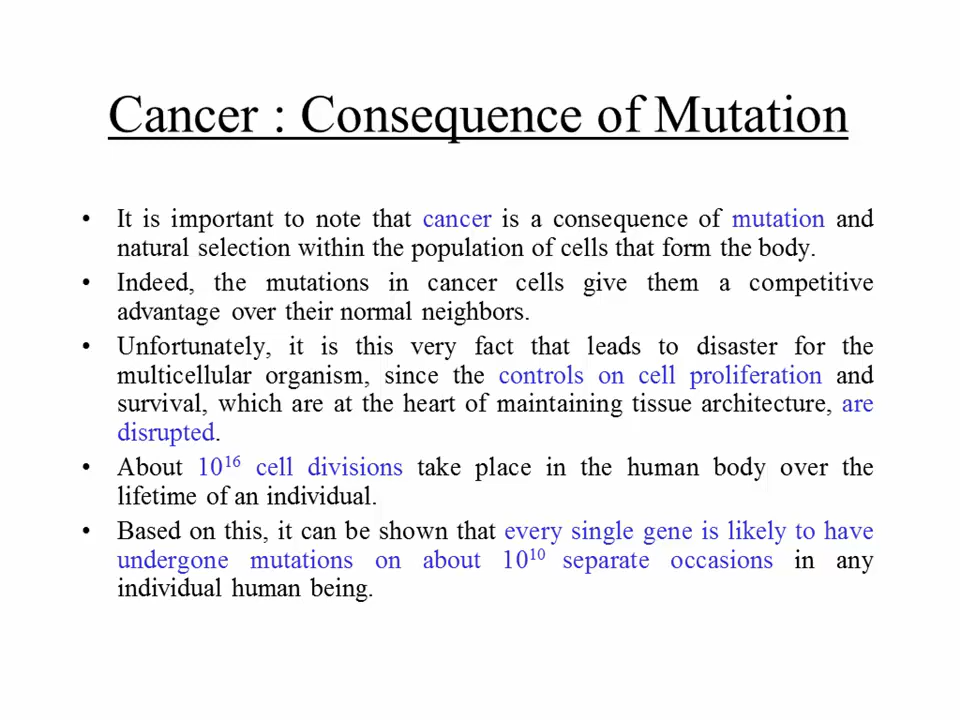 Cancer : Consequence of Mutation
• It is important to note that cancer is a consequence of mutation and
natural selection within the population of cells that form the body.
• Indeed, the mutations in cancer cells give them a competitive
advantage over their normal neighbors.
• Unfortunately, it is this very fact that leads to disaster for the
multicellular organism, since the controls on cell proliferation and
survival, which are at the heart of maintaining tissue architecture, are
disrupted.
• About 10¹⁶ cell divisions take place in the human body over the
lifetime of an individual.
• Based on this, it can be shown that every single gene is likely to have
undergone mutations on about 10¹⁰ separate occasions in any
individual human being.